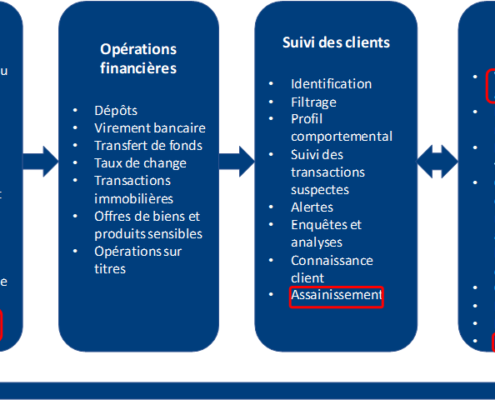 u
t
e
Opérations
financières
• Dépôts
• Virement bancaire
• Transfert de fonds
• Taux de change
• Transactions
immobilières
• Offres de biens et
produits sensibles
• Opérations sur
titres
Suivi des clients
• Identification
• Filtrage
• Profil
comportemental
• Suivi des
transactions
suspectes
• Alertes
• Enquêtes et
analyses
• Connaissance
client
• Assainissement